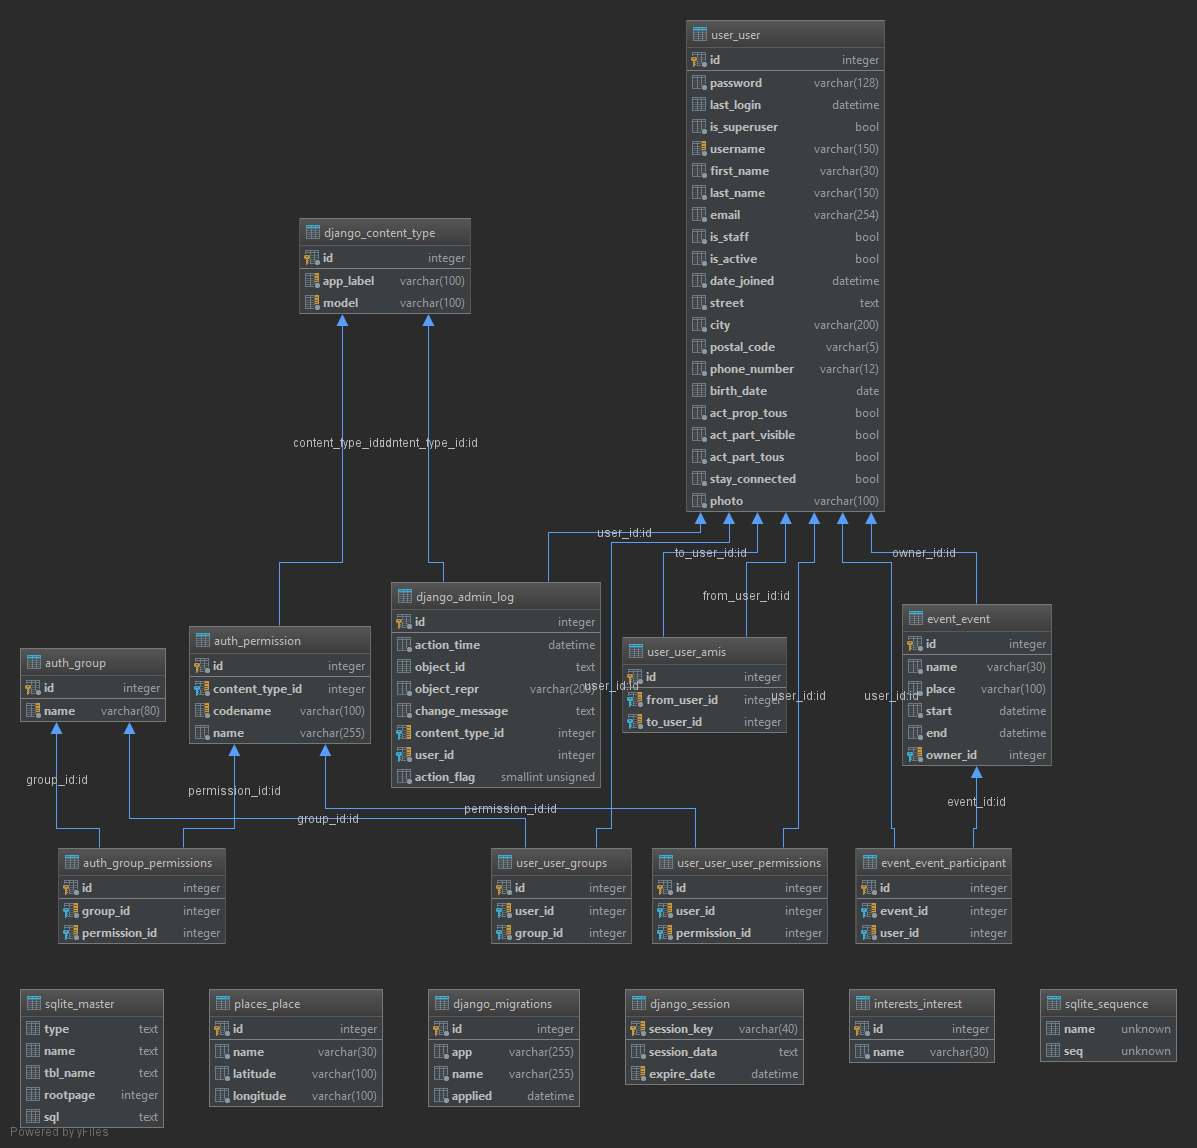 user_user
id integer
password varchar(128)
last_login datetime
is_superuser bool
username varchar(150)
first_name varchar(30)
last_name varchar(150)
email varchar(254)
is_staff bool
is_active bool
date_joined datetime
street text
city varchar(200)
postal_code varchar(5)
phone_number varchar(12)
birth_date date
act_prop_tous bool
act_part_visible bool
act_part_tous bool
stay_connected bool
photo varchar(100)
django_content_type
id integer
app_label varchar(100)
model varchar(100)
content_type_id:id
content_type_id:id
user_id:id
to_user_id:id
owner_id:id
from_user_id:id
django_admin_log
id integer
action_time datetime
object_id text
object_repr varchar(200)
change_message text
content_type_id integer
user_id integer
action_flag smallint unsigned
auth_permission
id integer
content_type_id integer
codename varchar(100)
name varchar(255)
auth_group
id integer
name varchar(80)
user_user_amis
id integer
from_user_id integer
to_user_id integer
event_event
id integer
name varchar(30)
place varchar(100)
start datetime
end datetime
owner_id integer
user_id:id
user_id:id
user_id:id
group_id:id
permission_id:id
group_id:id
permission_id:id
event_id:id
auth_group_permissions
id integer
group_id integer
permission_id integer
user_user_groups
id integer
user_id integer
group_id integer
user_user_user_permissions
id integer
user_id integer
permission_id integer
event_event_participant
id integer
event_id integer
user_id integer
sqlite_master
type text
name text
tbl_name text
rootpage integer
sql text
places_place
id integer
name varchar(30)
latitude varchar(100)
longitude varchar(100)
django_migrations
id integer
app varchar(255)
name varchar(255)
applied datetime
django_session
session_key varchar(40)
session_data text
expire_date datetime
interests_interest
id integer
name varchar(30)
sqlite_sequence
name unknown
seq unknown
Powered by yFiles